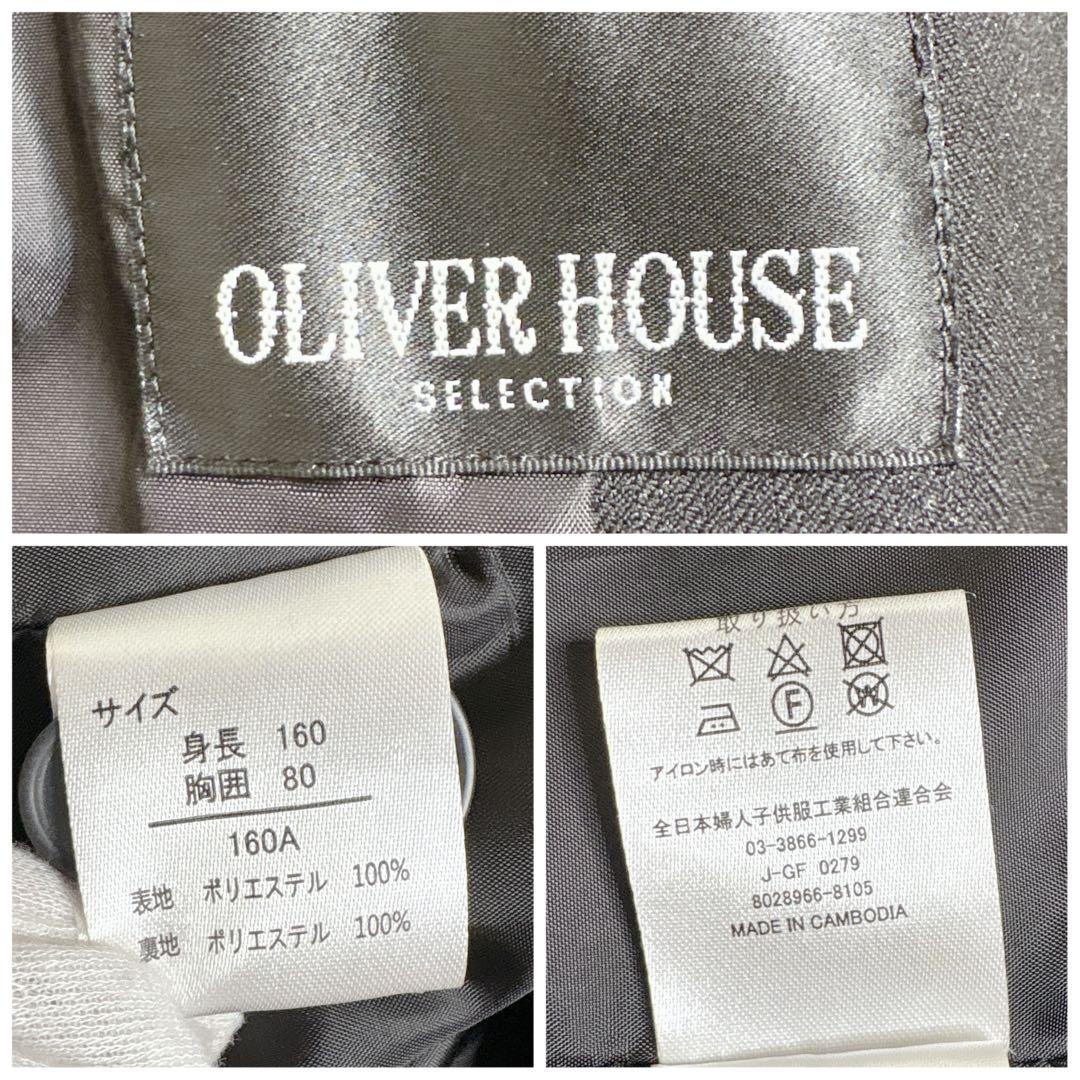 OLIVER HOUSE
SELECTION
サイズ
身長 160
胸囲 80
160A
表地 ポリエステル 100%
裏地 ポリエステル 100%
取り扱い方
F
W
アイロン時にはあて布を使用して下さい。
全日本婦人子供服工業組合連合会
03-3866-1299
J-GF 0279
8028966-8105
MADE IN CAMBODIA